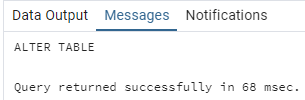 Data Output Messages Notifications
ALTER TABLE
Query returned successfully in 68 msec.